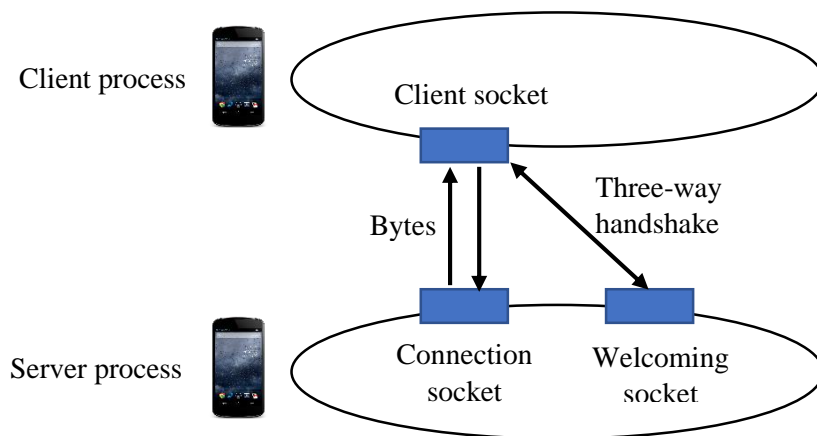 Client process
Client socket
Three-way
handshake
Bytes
Server process
Connection
socket
Welcoming
socket